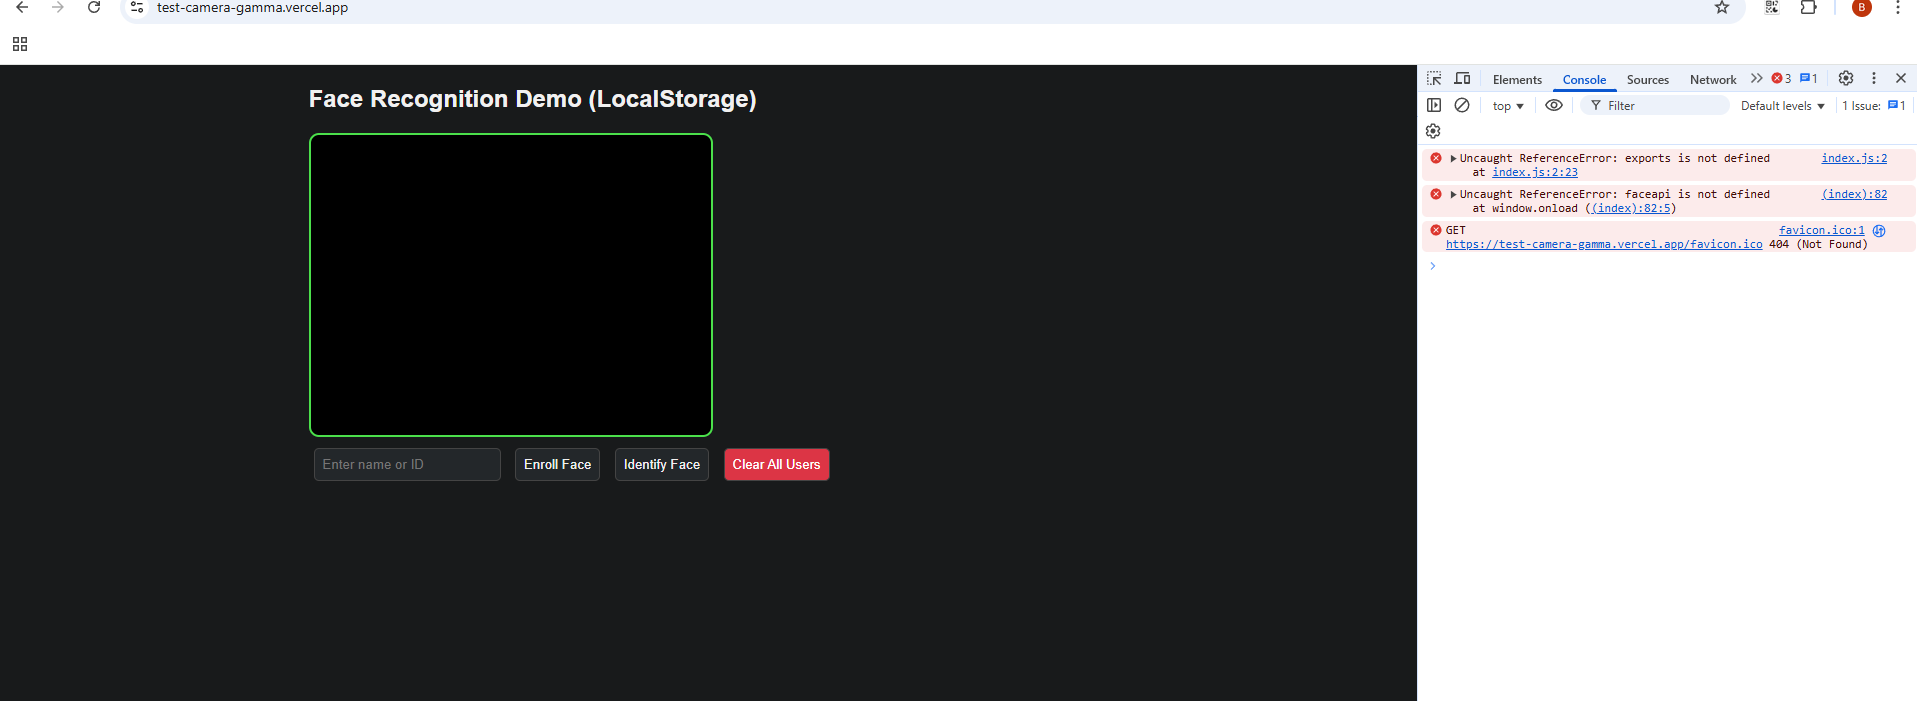 test-camera-gamma.vercel.app
B
Face Recognition Demo (LocalStorage)
Enter name or ID
Enroll Face
Identify Face
Clear All Users
Elements
Console
Sources
Network
3
1
top
Filter
Default levels
1 Issue:
1
Uncaught ReferenceError: exports is not defined index.js:2
at index.js:2:23
Uncaught ReferenceError: faceapi is not defined (index):82
at window.onload ((index):82:5)
GET favicon.ico:1
https://test-camera-gamma.vercel.app/favicon.ico 404 (Not Found)